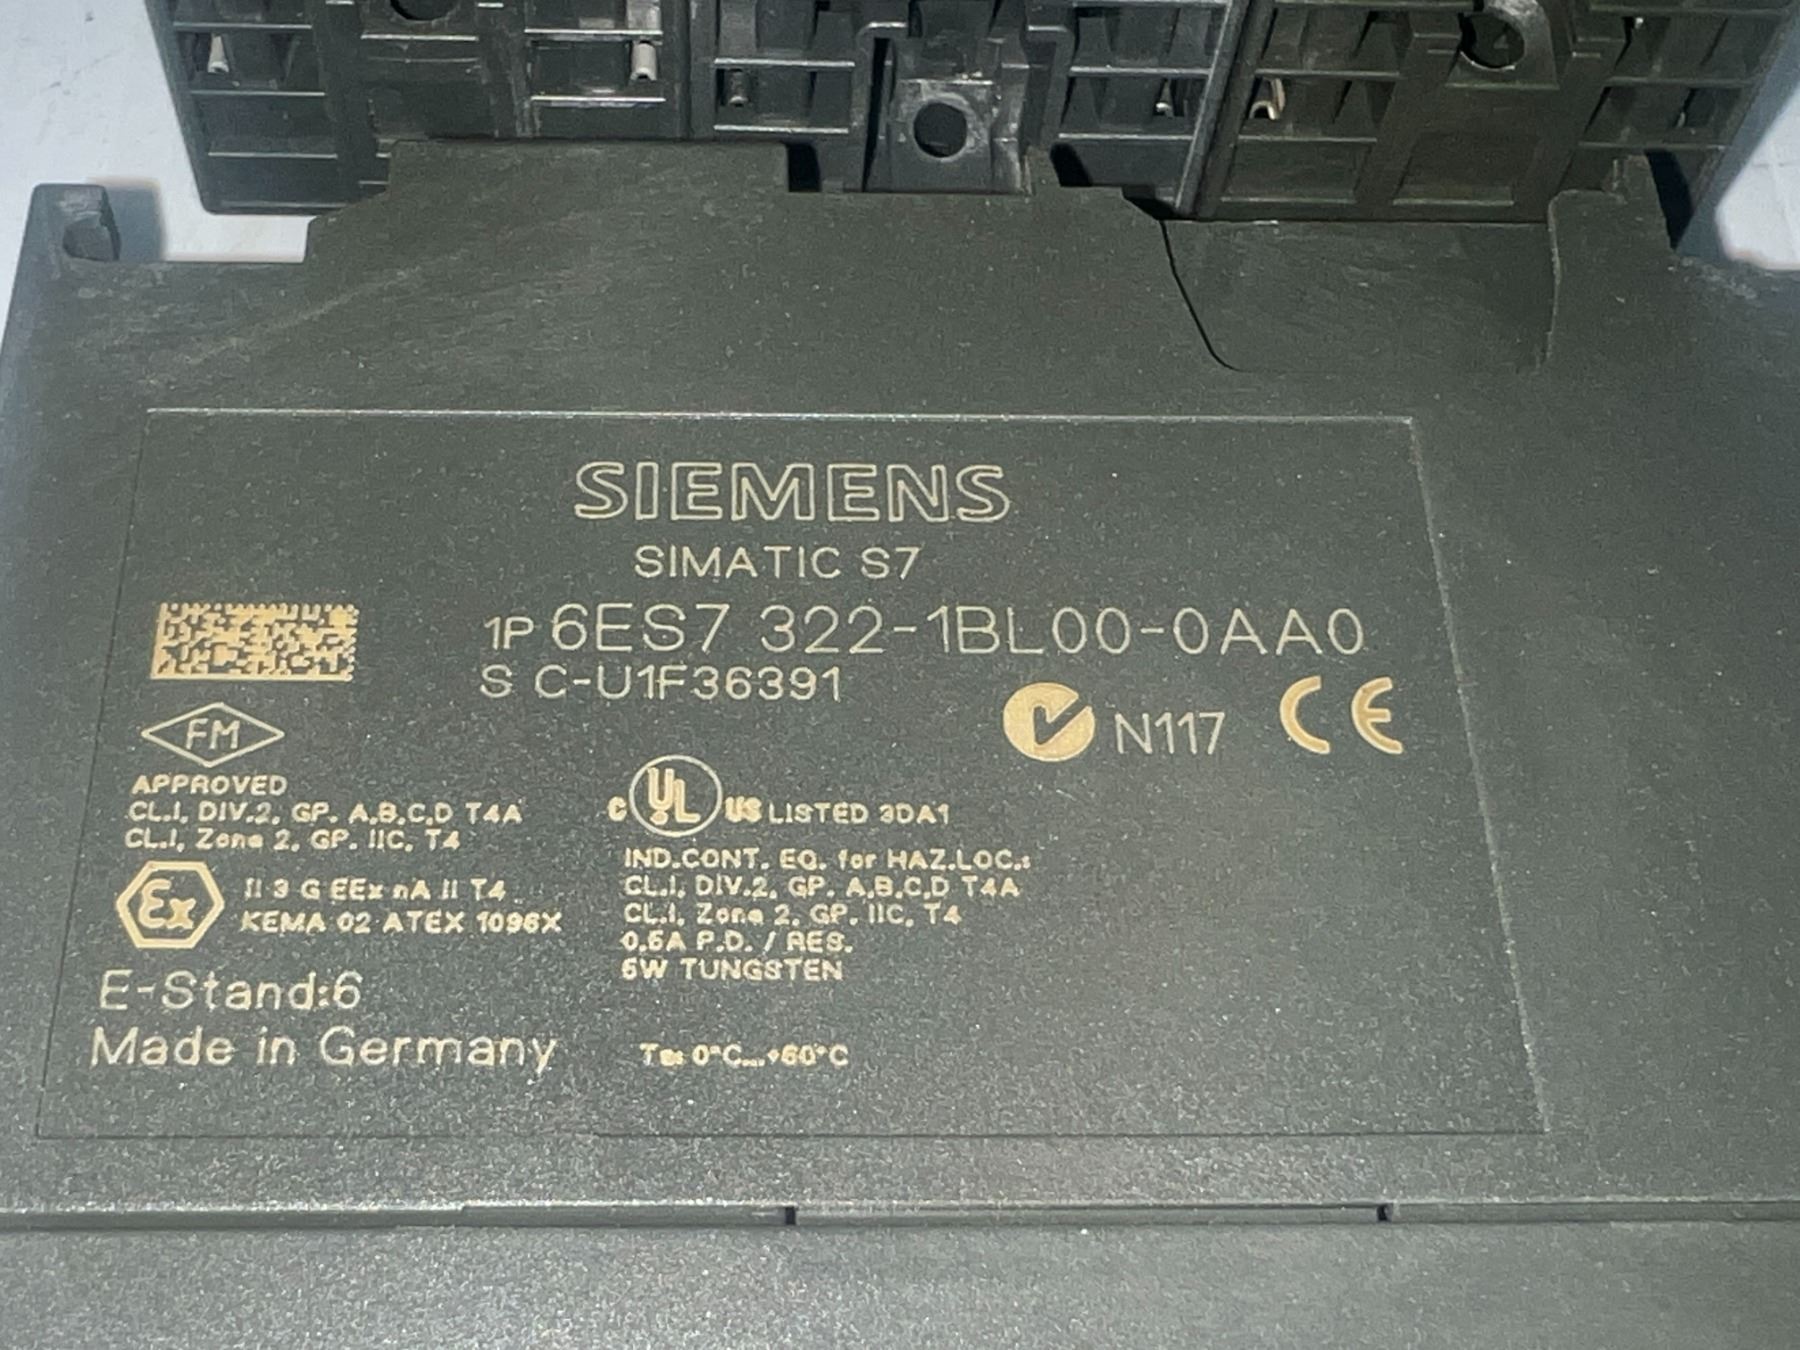 SIEMENS
SIMATIC S7
1P 6ES7 322-1BL00-0AA0
S C-U1F36391
N117 CE
FM
APPROVED
CL.I, DIV.2, GP. A,B,C,D T4A
CL.I, Zone 2, GP. IIC, T4
Ex II 3 G EEx nA II T4
KEMA 02 ATEX 1096X
E-Stand:6
Made in Germany
C UL US LISTED 3DA1
IND.CONT. EQ. for HAZ.LOC.:
CL.I, DIV.2, GP. A,B,C,D T4A
CL.I, Zone 2, GP. IIC, T4
0.5A P.D. / RES.
5W TUNGSTEN
Ta: 0°C...+60°C